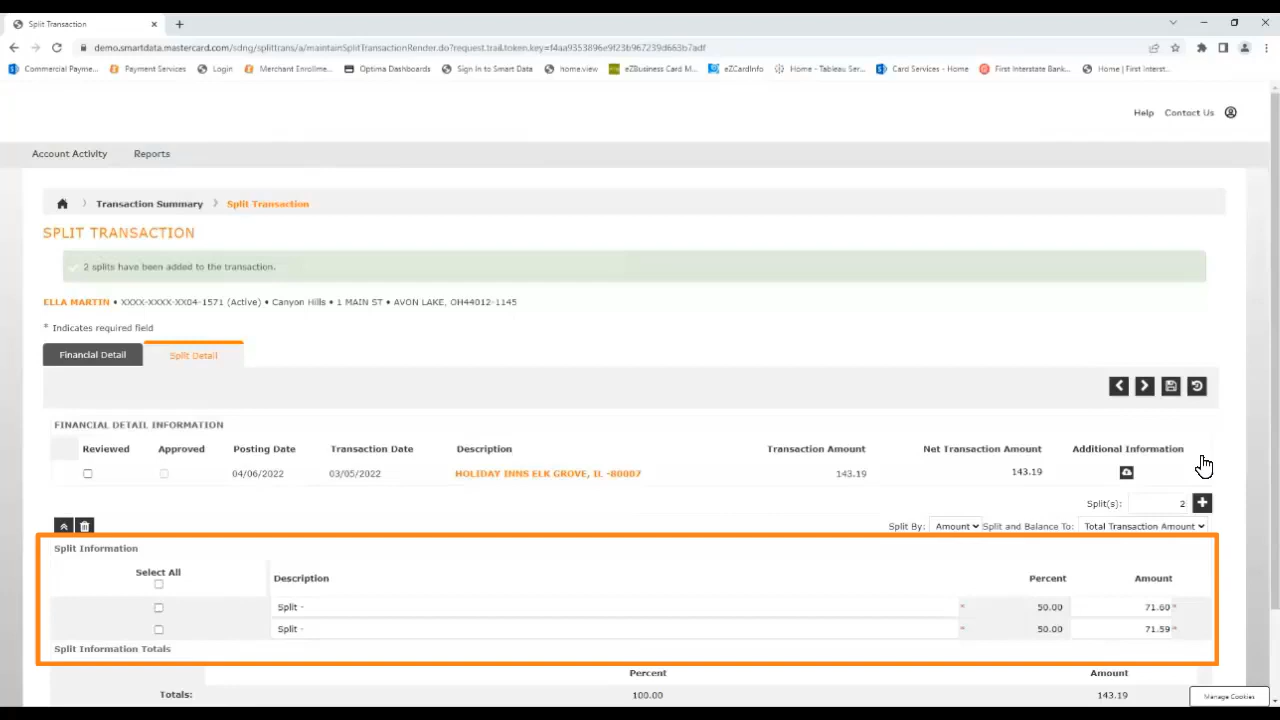 Split Transaction
demo.smartdata.mastercard.com/sdng/splittrans/a/maintainSplitTransactionRender.do?request.trail.token.key=f4aa9353896e9f23b967239d663b7adf
Commercial Payme... Payment Services Login Merchant Enrollme... Optima Dashboards Sign In to Smart Data home.view eZBusiness Card M... eZCardInfo Home - Tableau Ser... Card Services - Home First Interstate Bank... Home | First Interst...
Help Contact Us
Account Activity Reports
Transaction Summary Split Transaction
SPLIT TRANSACTION
2 splits have been added to the transaction.
ELLA MARTIN • XXXX-XXXX-XX04-1571 (Active) • Canyon Hills • 1 MAIN ST • AVON LAKE, OH44012-1145
* Indicates required field
Financial Detail Split Detail
FINANCIAL DETAIL INFORMATION
Reviewed Approved Posting Date Transaction Date Description Transaction Amount Net Transaction Amount Additional Information
04/06/2022 03/05/2022 HOLIDAY INNS ELK GROVE, IL -80007 143.19 143.19
Split(s): 2
Split By: Amount Split and Balance To: Total Transaction Amount
Split Information
Select All Description Percent Amount
Split - * 50.00 71.60 *
Split - * 50.00 71.59 *
Split Information Totals
Percent Amount
Totals: 100.00 143.19
Manage Cookies